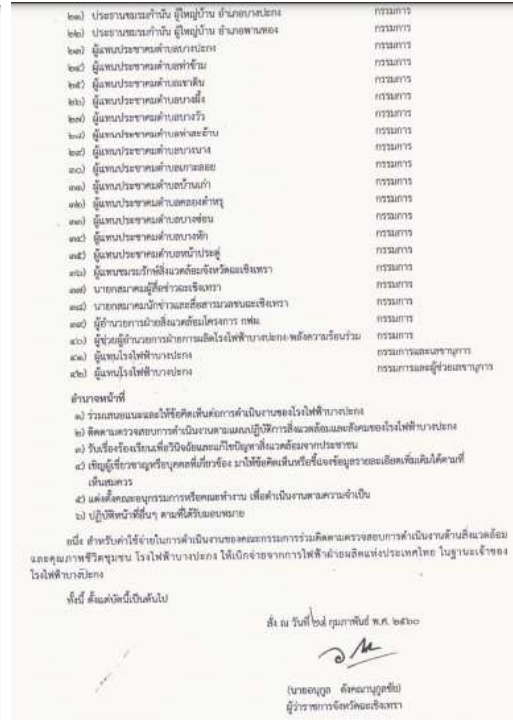 ๒๑) ประธานชมรมกำนัน ผู้ใหญ่บ้าน อำเภอบางปะกง กรรมการ
๒๒) ประธานชมรมกำนัน ผู้ใหญ่บ้าน อำเภอพานทอง กรรมการ
๒๓) ผู้แทนประชาคมตำบลบางปะกง กรรมการ
๒๔) ผู้แทนประชาคมตำบลท่าข้าม กรรมการ
๒๕) ผู้แทนประชาคมตำบลเขาดิน กรรมการ
๒๖) ผู้แทนประชาคมตำบลบางผึ้ง กรรมการ
๒๗) ผู้แทนประชาคมตำบลบางวัว กรรมการ
๒๘) ผู้แทนประชาคมตำบลท่าสะอ้าน กรรมการ
๒๙) ผู้แทนประชาคมตำบลบางนาง กรรมการ
๓๐) ผู้แทนประชาคมตำบลเกาะลอย กรรมการ
๓๑) ผู้แทนประชาคมตำบลบ้านเก่า กรรมการ
๓๒) ผู้แทนประชาคมตำบลคลองตำหรุ กรรมการ
๓๓) ผู้แทนประชาคมตำบลบางซ่อน กรรมการ
๓๔) ผู้แทนประชาคมตำบลบางหัก กรรมการ
๓๕) ผู้แทนประชาคมตำบลหน้าประดู่ กรรมการ
๓๖) ผู้แทนชมรมรักษ์สิ่งแวดล้อมจังหวัดฉะเชิงเทรา กรรมการ
๓๗) นายกสมาคมผู้สื่อข่าวฉะเชิงเทรา กรรมการ
๓๘) นายกสมาคมนักข่าวและสื่อสารมวลชนฉะเชิงเทรา กรรมการ
๓๙) ผู้อำนวยการฝ่ายสิ่งแวดล้อมโครงการ กฟผ. กรรมการ
๔๐) ผู้ช่วยผู้อำนวยการฝ่ายการผลิตโรงไฟฟ้าบางปะกง-พลังความร้อนร่วม กรรมการ
๔๑) ผู้แทนโรงไฟฟ้าบางปะกง กรรมการและเลขานุการ
๔๒) ผู้แทนโรงไฟฟ้าบางปะกง กรรมการและผู้ช่วยเลขานุการ
อำนาจหน้าที่
๑) ร่วมเสนอแนะและให้ข้อคิดเห็นต่อการดำเนินงานของโรงไฟฟ้าบางปะกง
๒) ติดตามตรวจสอบการดำเนินงานตามแผนปฏิบัติการสิ่งแวดล้อมและสังคมของโรงไฟฟ้าบางปะกง
๓) รับเรื่องร้องเรียนเพื่อวินิจฉัยและแก้ไขปัญหาสิ่งแวดล้อมจากประชาชน
๔) เชิญผู้เชี่ยวชาญหรือบุคคลที่เกี่ยวข้อง มาให้ข้อคิดเห็นหรือชี้แจงข้อมูลรายละเอียดเพิ่มเติมได้ตามที่
เห็นสมควร
๕) แต่งตั้งคณะอนุกรรมการหรือคณะทำงาน เพื่อดำเนินงานตามความจำเป็น
๖) ปฏิบัติหน้าที่อื่นๆ ตามที่ได้รับมอบหมาย
อนึ่ง สำหรับค่าใช้จ่ายในการดำเนินงานของคณะกรรมการร่วมติดตามตรวจสอบการดำเนินงานด้านสิ่งแวดล้อม
และคุณภาพชีวิตชุมชน โรงไฟฟ้าบางปะกง ให้เบิกจ่ายจากการไฟฟ้าฝ่ายผลิตแห่งประเทศไทย ในฐานะเจ้าของ
โรงไฟฟ้าบางปะกง
ทั้งนี้ ตั้งแต่บัดนี้เป็นต้นไป
สั่ง ณ วันที่ ๒๘ กุมภาพันธ์ พ.ศ. ๒๕๖๐
(นายอนุกูล ตังคณานุกูลชัย)
ผู้ว่าราชการจังหวัดฉะเชิงเทรา